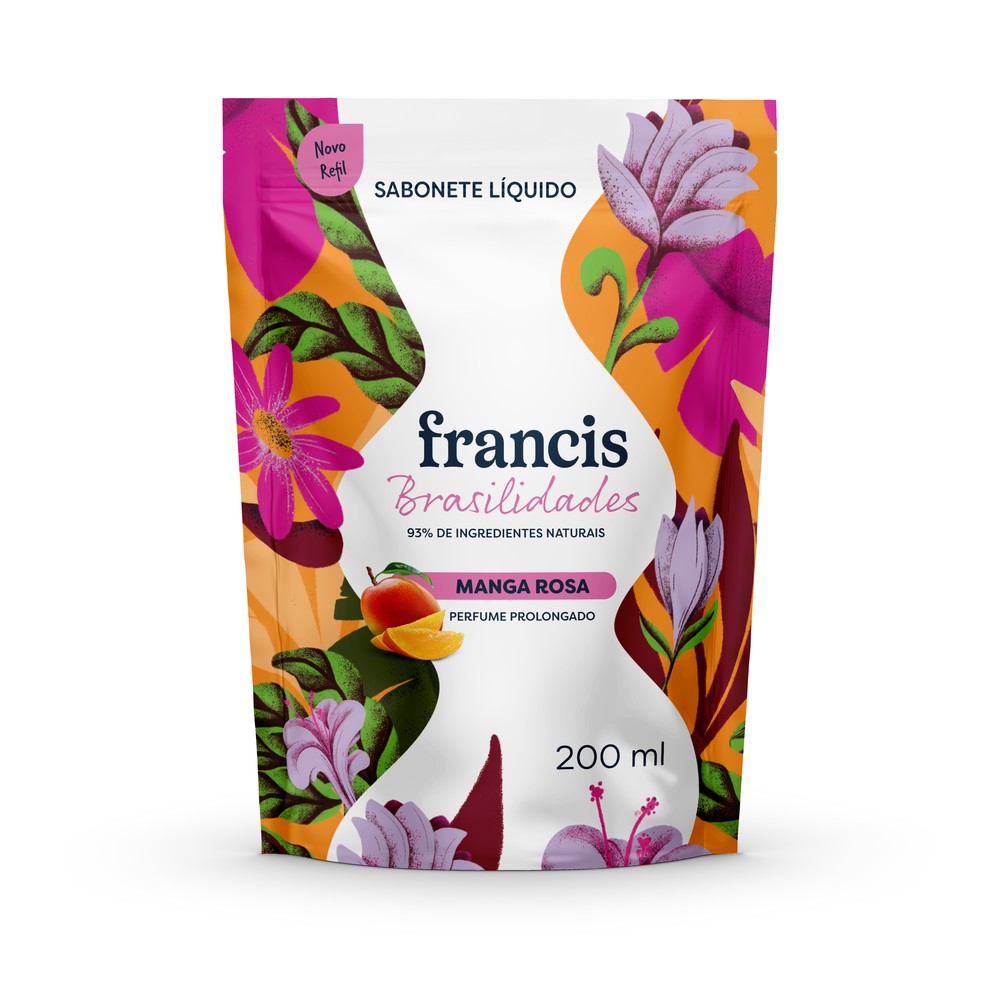 Novo
Refil
SABONETE LÍQUIDO
francis
Brasilidades
93% DE INGREDIENTES NATURAIS
MANGA ROSA
PERFUME PROLONGADO
200 ml